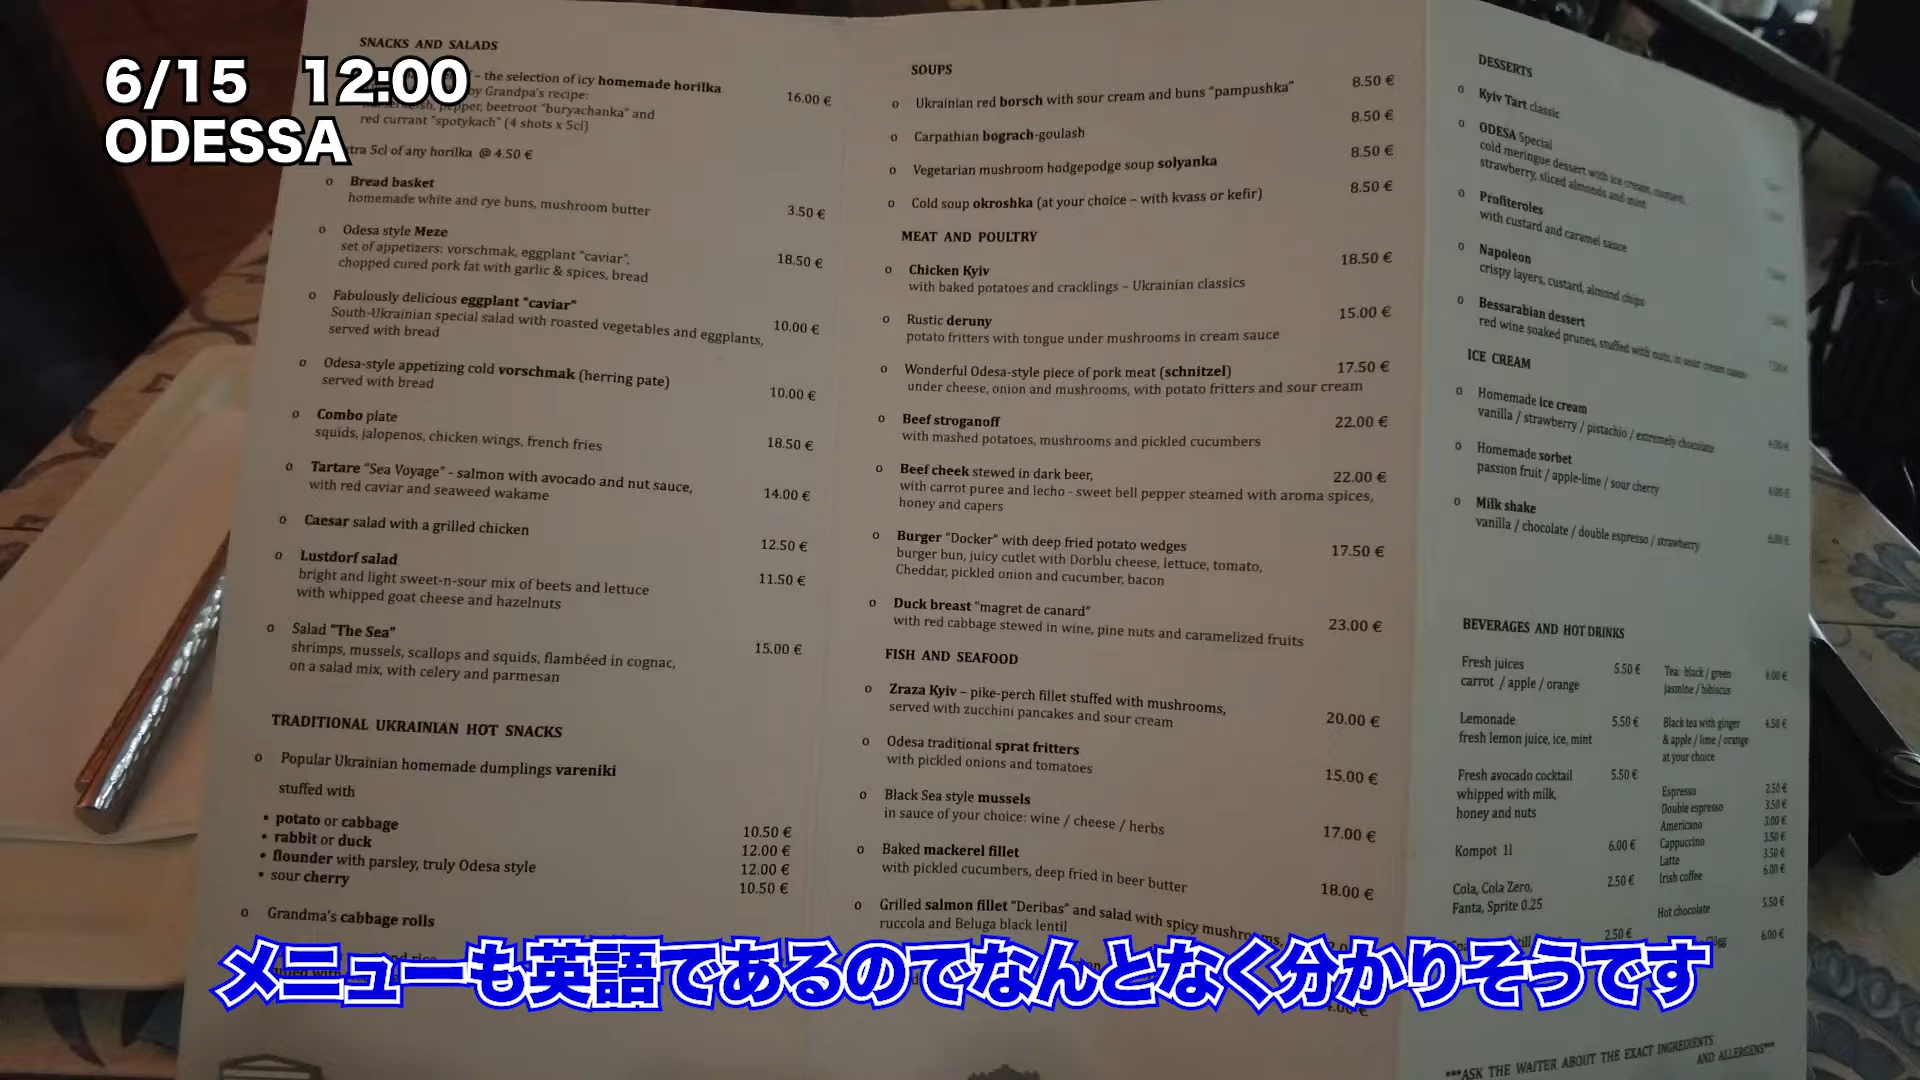 6/15 12:00
ODESSA
SNACKS AND SALADS
– the selection of icy homemade horilka
by Grandpa's recipe:
pepper, beetroot "buryachanka" and
red currant "spotykach" (4 shots x 5cl)
16.00 €
5cl of any horilka @ 4.50 €
o Bread basket
homemade white and rye buns, mushroom butter
3.50 €
o Odesa style Meze
set of appetizers: vorschmak, eggplant "caviar",
chopped cured pork fat with garlic & spices, bread
18.50 €
o Fabulously delicious eggplant "caviar"
South-Ukrainian special salad with roasted vegetables and eggplants,
served with bread
10.00 €
o Odesa-style appetizing cold vorschmak (herring pate)
served with bread
10.00 €
o Combo plate
squids, jalopenos, chicken wings, french fries
18.50 €
o Tartare "Sea Voyage" - salmon with avocado and nut sauce,
with red caviar and seaweed wakame
14.00 €
o Caesar salad with a grilled chicken
12.50 €
o Lustdorf salad
bright and light sweet-n-sour mix of beets and lettuce
with whipped goat cheese and hazelnuts
11.50 €
o Salad "The Sea"
shrimps, mussels, scallops and squids, flambéed in cognac,
on a salad mix, with celery and parmesan
15.00 €
TRADITIONAL UKRAINIAN HOT SNACKS
o Popular Ukrainian homemade dumplings vareniki
stuffed with
• potato or cabbage 10.50 €
• rabbit or duck 12.00 €
• flounder with parsley, truly Odesa style 12.00 €
• sour cherry 10.50 €
o Grandma's cabbage rolls
SOUPS
o Ukrainian red borsch with sour cream and buns "pampushka" 8.50 €
o Carpathian bograch-goulash 8.50 €
o Vegetarian mushroom hodgepodge soup solyanka 8.50 €
o Cold soup okroshka (at your choice – with kvass or kefir) 8.50 €
MEAT AND POULTRY
o Chicken Kyiv 18.50 €
with baked potatoes and cracklings – Ukrainian classics
o Rustic deruny 15.00 €
potato fritters with tongue under mushrooms in cream sauce
o Wonderful Odesa-style piece of pork meat (schnitzel) 17.50 €
under cheese, onion and mushrooms, with potato fritters and sour cream
o Beef stroganoff 22.00 €
with mashed potatoes, mushrooms and pickled cucumbers
o Beef cheek stewed in dark beer, 22.00 €
with carrot puree and lecho - sweet bell pepper steamed with aroma spices,
honey and capers
o Burger "Docker" with deep fried potato wedges 17.50 €
burger bun, juicy cutlet with Dorblu cheese, lettuce, tomato,
Cheddar, pickled onion and cucumber, bacon
o Duck breast "magret de canard" 23.00 €
with red cabbage stewed in wine, pine nuts and caramelized fruits
FISH AND SEAFOOD
o Zraza Kyiv – pike-perch fillet stuffed with mushrooms,
served with zucchini pancakes and sour cream
20.00 €
o Odesa traditional sprat fritters
with pickled onions and tomatoes
15.00 €
o Black Sea style mussels
in sauce of your choice: wine / cheese / herbs
17.00 €
o Baked mackerel fillet
with pickled cucumbers, deep fried in beer butter
18.00 €
o Grilled salmon fillet "Deribas" and salad with spicy mushrooms,
ruccola and Beluga black lentil
DESSERTS
o Kyiv Tart classic
o ODESA Special
cold meringue dessert with ice cream, custard,
strawberry, sliced almonds and mint
o Profiteroles
with custard and caramel sauce
o Napoleon
crispy layers, custard, almond chips
o Bessarabian dessert
red wine soaked prunes, stuffed with nuts, in sour cream sauce
ICE CREAM
o Homemade ice cream
vanilla / strawberry / pistachio / extremely chocolate
o Homemade sorbet
passion fruit / apple-lime / sour cherry
o Milk shake
vanilla / chocolate / double espresso / strawberry
BEVERAGES AND HOT DRINKS
Fresh juices 5.50 €
carrot / apple / orange
Lemonade 5.50 €
fresh lemon juice, ice, mint
Fresh avocado cocktail 5.50 €
whipped with milk,
honey and nuts
Kompot 1l 6.00 €
Cola, Cola Zero, 2.50 €
Fanta, Sprite 0.25
2.50 €
Tea: black / green
jasmine / hibiscus
Black tea with ginger 4.50 €
& apple / lime / orange
at your choice
Espresso 2.50 €
Double espresso 3.50 €
Americano 3.00 €
Cappuccino 3.50 €
Latte 3.50 €
Irish coffee 6.00 €
Hot chocolate 5.50 €
6.00 €
メニューも英語であるのでなんとなく分かりそうです
***ASK THE WAITER ABOUT THE EXACT INGREDIENTS
AND ALLERGENS***